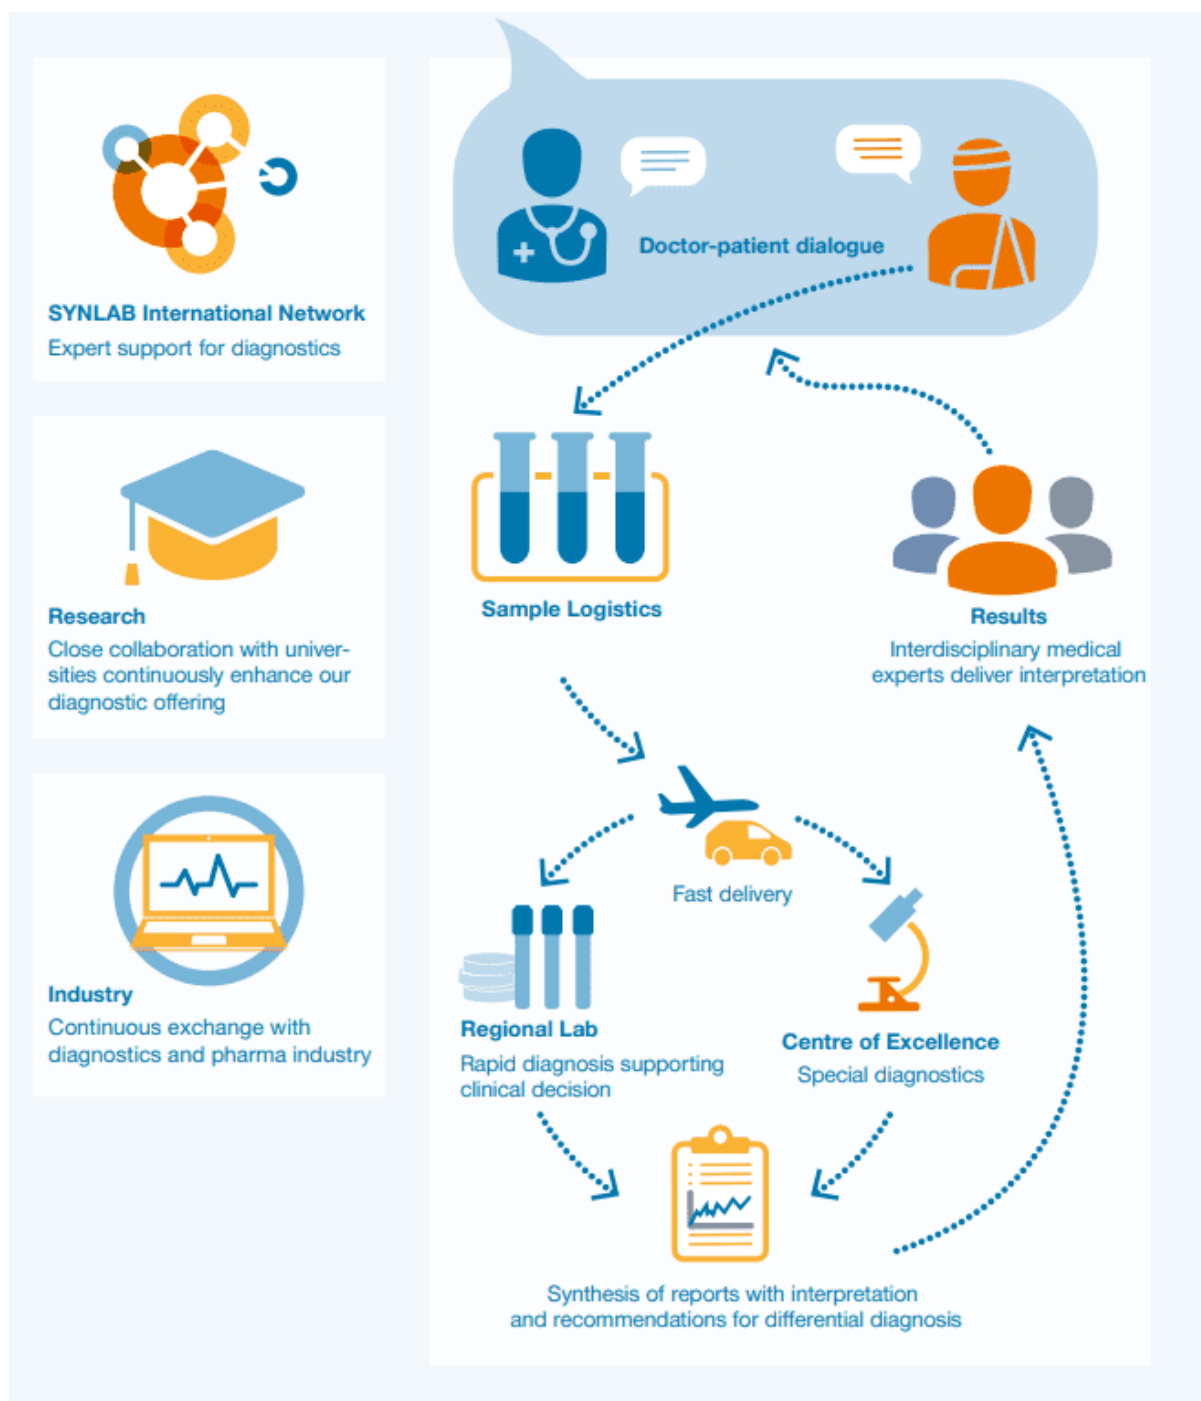 SYNLAB International Network
Expert support for diagnostics
Research
Close collaboration with univer-
sities continuously enhance our
diagnostic offering
Industry
Continuous exchange with
diagnostics and pharma industry
Doctor-patient dialogue
Sample Logistics
Results
Interdisciplinary medical
experts deliver interpretation
Fast delivery
Regional Lab
Rapid diagnosis supporting
clinical decision
Centre of Excellence
Special diagnostics
Synthesis of reports with interpretation
and recommendations for differential diagnosis